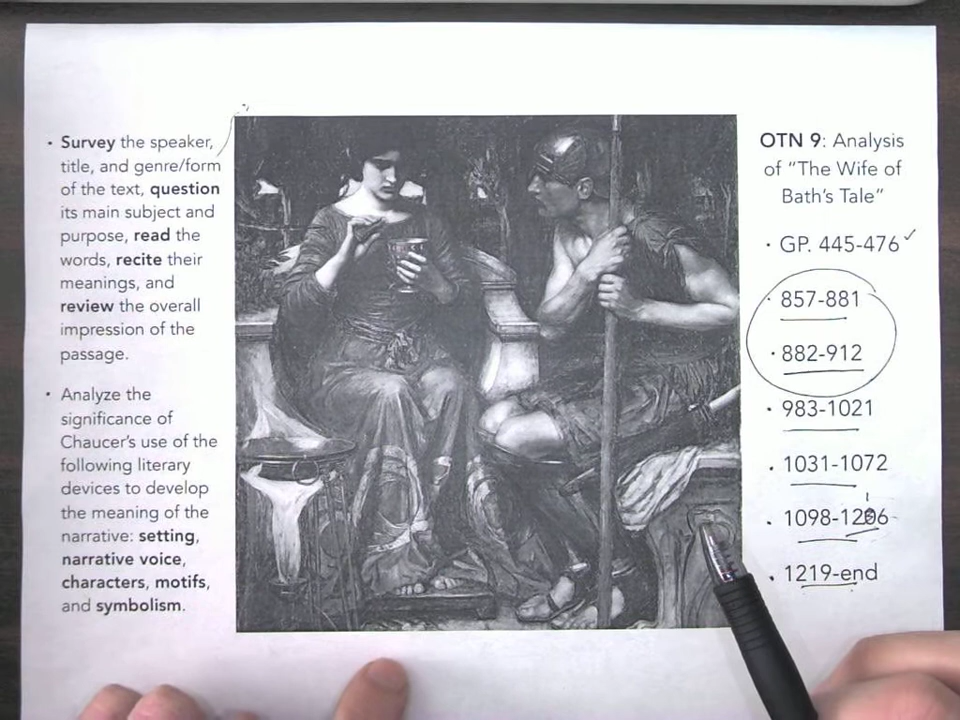 • Survey the speaker,
title, and genre/form
of the text, question
its main subject and
purpose, read the
words, recite their
meanings, and
review the overall
impression of the
passage.
• Analyze the
significance of
Chaucer's use of the
following literary
devices to develop
the meaning of the
narrative: setting,
narrative voice,
characters, motifs,
and symbolism.
OTN 9: Analysis
of "The Wife of
Bath's Tale"
• GP. 445-476 ✓
• 857-881
• 882-912
• 983-1021
• 1031-1072
• 1219-end